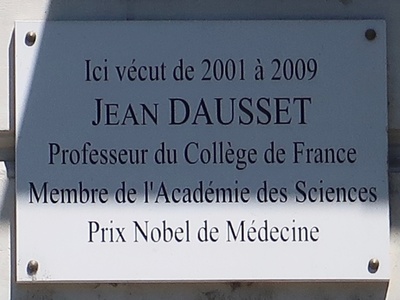 Ici vécut de 2001 à 2009
JEAN DAUSSET
Professeur du Collège de France
Membre de l'Académie des Sciences
Prix Nobel de Médecine